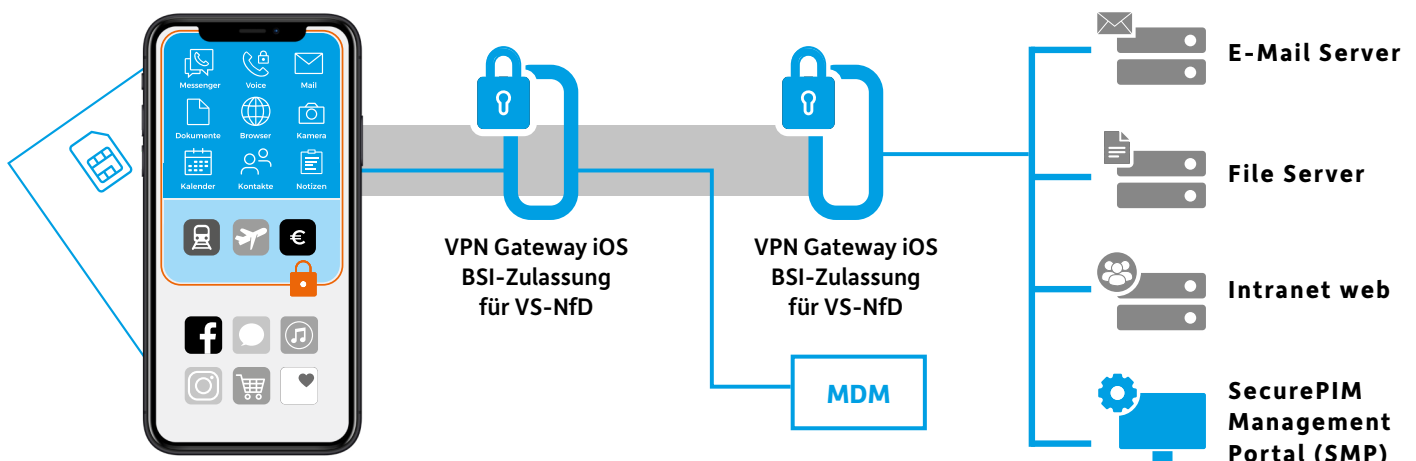 Messenger
Voice
Mail
Dokumente
Browser
Kamera
Kalender
Kontakte
Notizen
€
VPN Gateway iOS
BSI-Zulassung
für VS-NfD
VPN Gateway iOS
BSI-Zulassung
für VS-NfD
MDM
E-Mail Server
File Server
Intranet web
SecurePIM
Management
Portal (SMP)